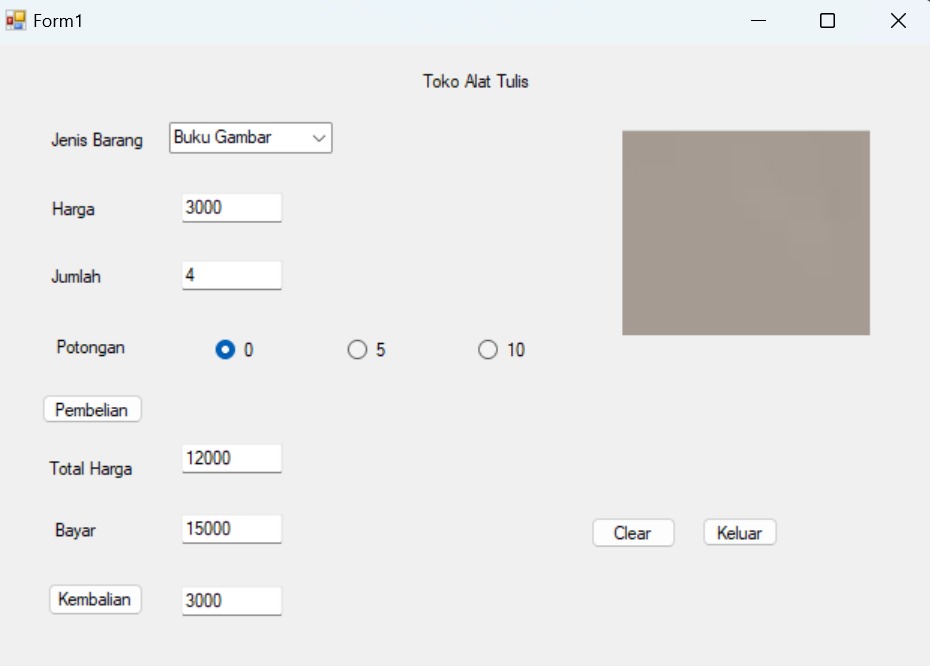 Form1
Toko Alat Tulis
Jenis Barang Buku Gambar
Harga 3000
Jumlah 4
Potongan 0 5 10
Pembelian
Total Harga 12000
Bayar 15000 Clear Keluar
Kembalian 3000